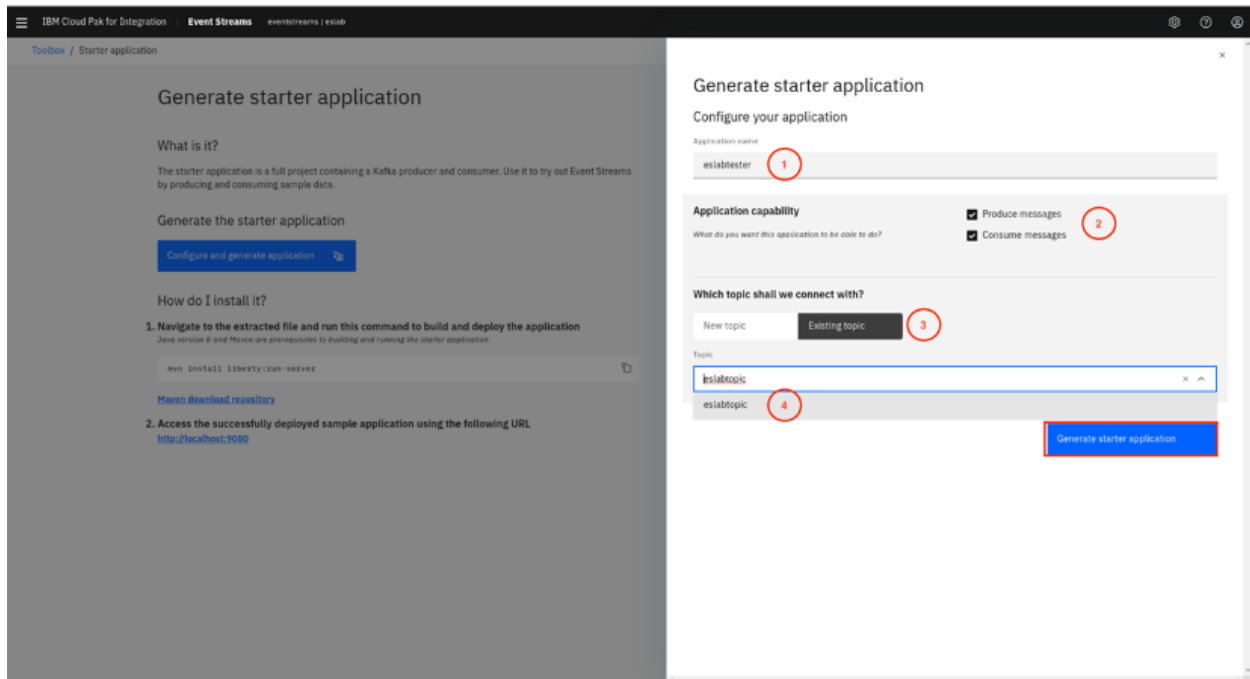 IBM Cloud Pak for Integration Event Streams eventstreams | eslab
Toolbox / Starter application
Generate starter application
What is it?
The starter application is a full project containing a Kafka producer and consumer. Use it to try out Event Streams
by producing and consuming sample data.
Generate the starter application
Configure and generate application
How do I install it?
1. Navigate to the extracted file and run this command to build and deploy the application
Java version 8 and Maven are prerequisites to building and running the starter application
mvn install liberty:run-server
Maven download repository
2. Access the successfully deployed sample application using the following URL
http://localhost:9080
Generate starter application
Configure your application
Application name
eslabtester 1
Application capability
What do you want this application to be able to do?
Produce messages
Consume messages
2
Which topic shall we connect with?
New topic Existing topic 3
Topic
eslabtopic
eslabtopic 4
Generate starter application